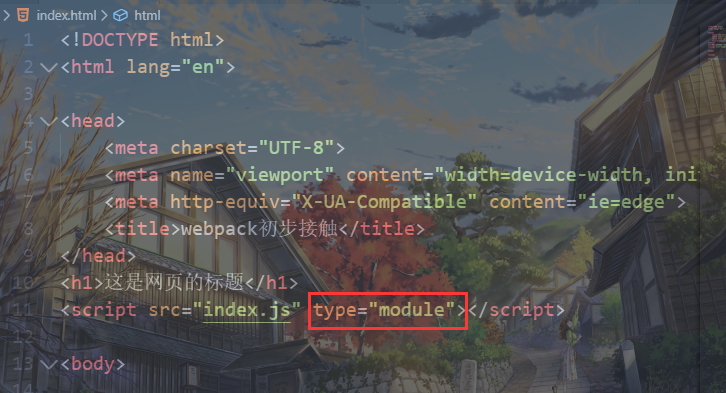 index.html > html
1 <!DOCTYPE html>
2 <html lang="en">
3
4 <head>
5 <meta charset="UTF-8">
6 <meta name="viewport" content="width=device-width, ini
7 <meta http-equiv="X-UA-Compatible" content="ie=edge">
8 <title>webpack初步接触</title>
9 </head>
10 <h1>这是网页的标题</h1>
11 <script src="index.js" type="module"></script>
12
13 <body>
14